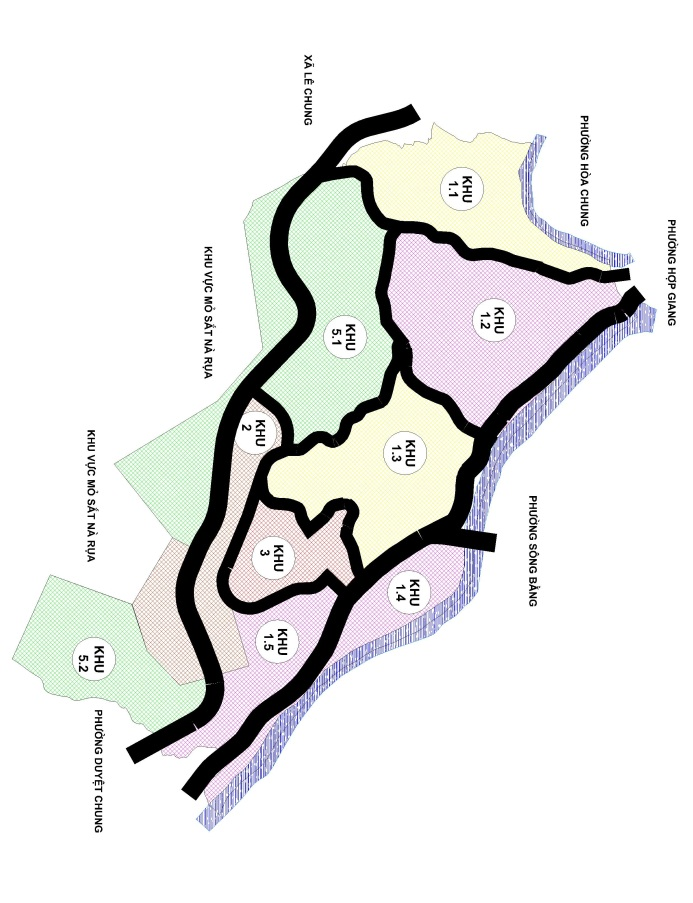 PHƯỜNG HỢP GIANG
PHƯỜNG HÒA CHUNG
PHƯỜNG SÔNG BẰNG
KHU
1.2
KHU
1.1
KHU
1.3
KHU
1.4
KHU
5.1
XÃ LÊ CHUNG
KHU
3
KHU
1.5
KHU
2
KHU VỰC MỎ SẮT NÀ RỤA
KHU VỰC MỎ SẮT NÀ RỤA
KHU
5.2
PHƯỜNG DUYỆT CHUNG